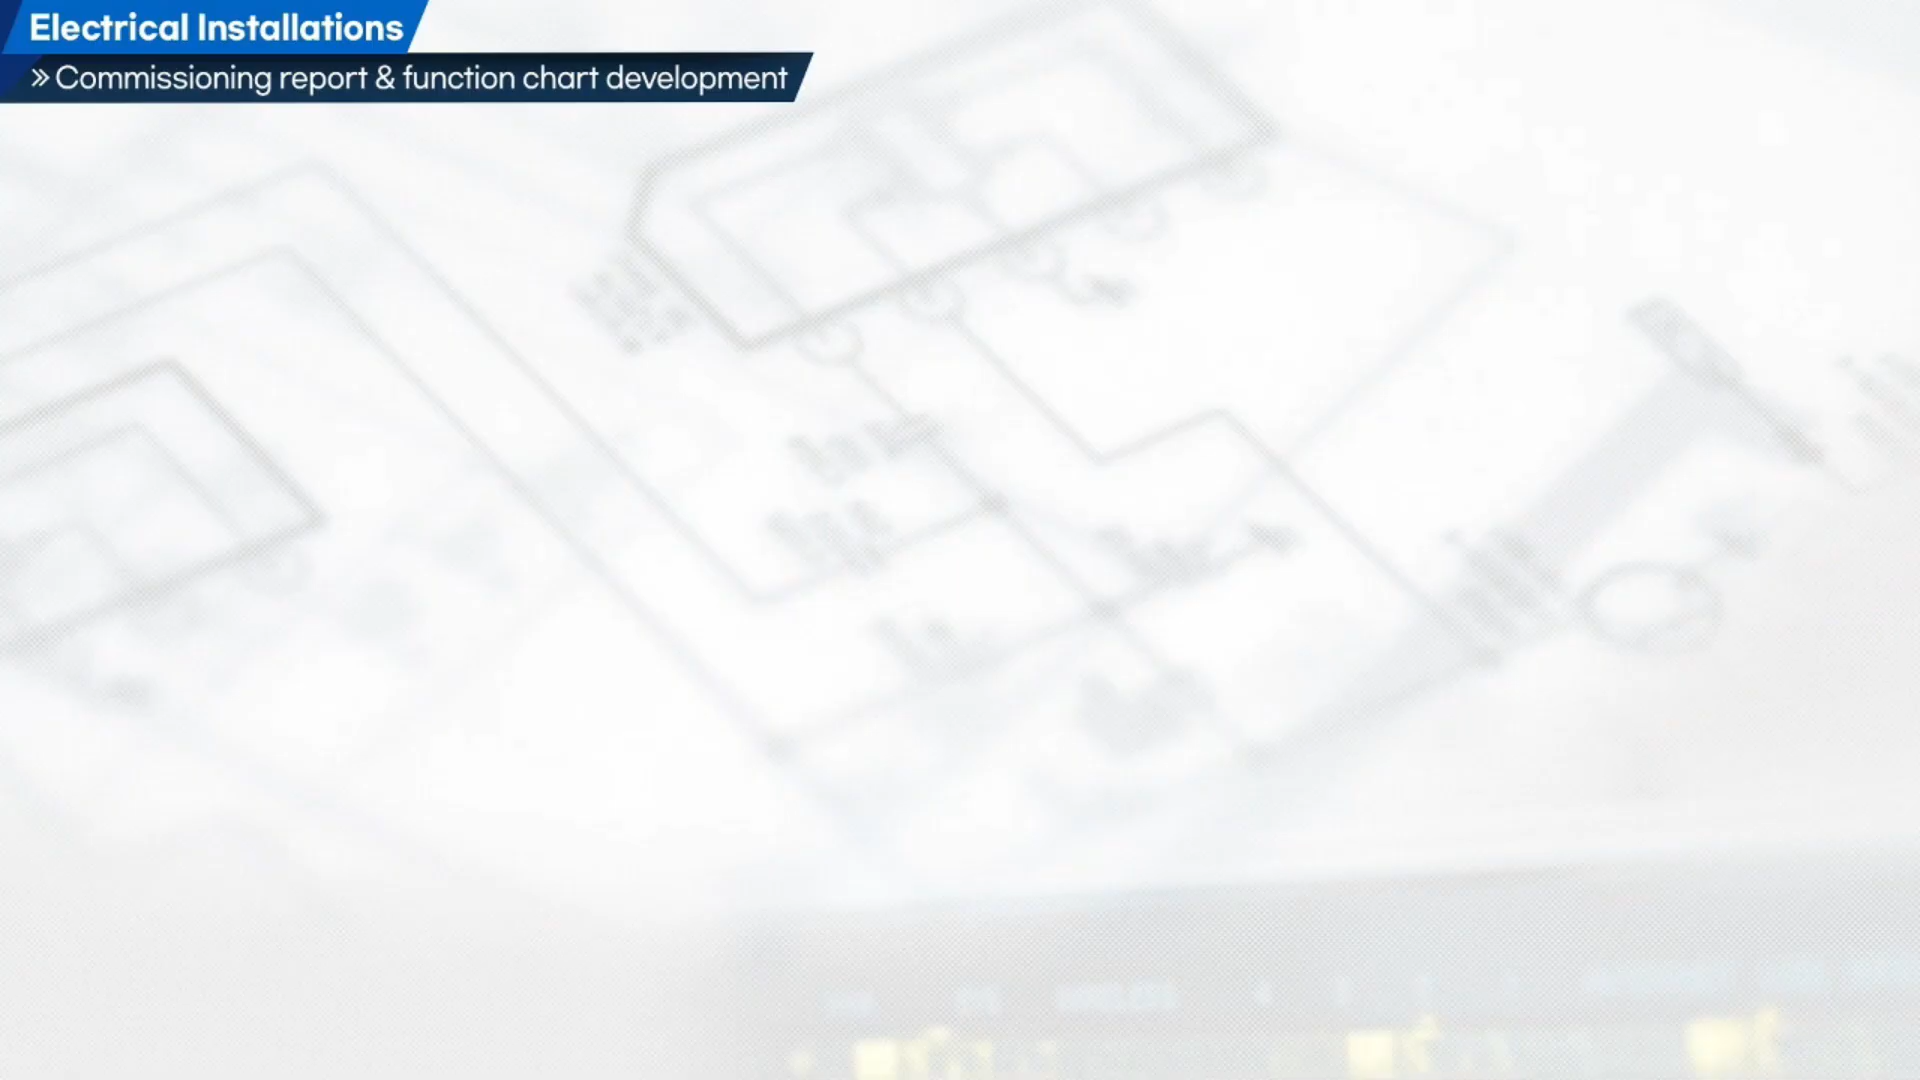 Electrical Installations
» Commissioning report & function chart development